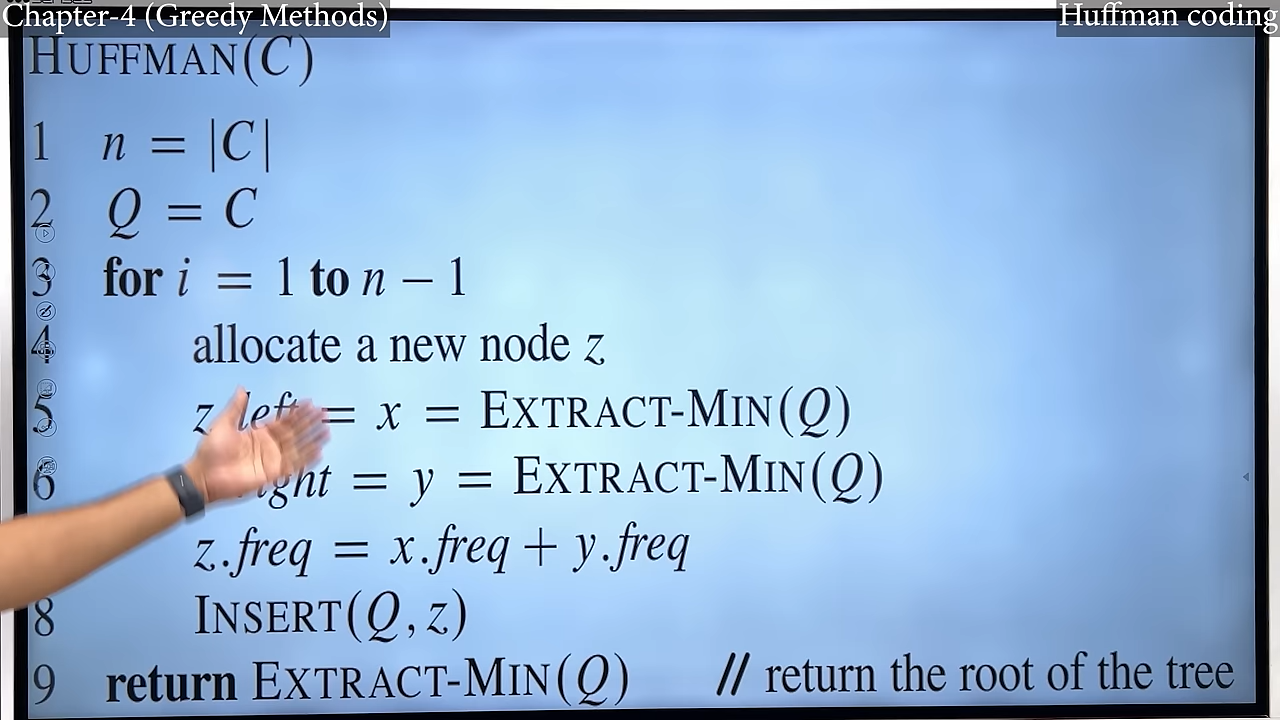 Chapter-4 (Greedy Methods)
Huffman coding
HUFFMAN(C)
1 n = |C|
2 Q = C
3 for i = 1 to n − 1
4 allocate a new node z
5 z.left = x = EXTRACT-MIN(Q)
6 = y = EXTRACT-MIN(Q)
z.freq = x.freq + y.freq
8 INSERT(Q, z)
9 return EXTRACT-MIN(Q) // return the root of the tree